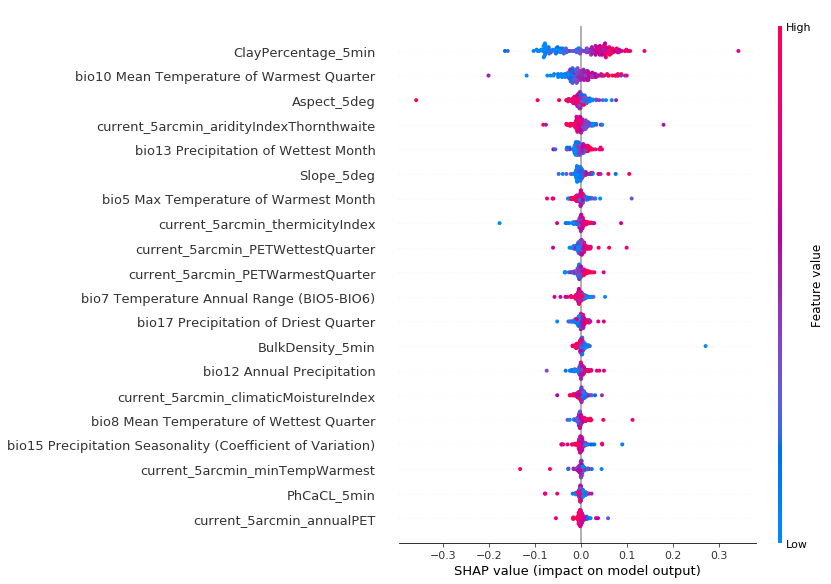 High
ClayPercentage_5min
bio10 Mean Temperature of Warmest Quarter
Aspect_5deg
current_5arcmin_aridityIndexThornthwaite
bio13 Precipitation of Wettest Month
Slope_5deg
bio5 Max Temperature of Warmest Month
current_5arcmin_thermicityIndex
current_5arcmin_PETWettestQuarter
current_5arcmin_PETWarmestQuarter
bio7 Temperature Annual Range (BIO5-BIO6)
bio17 Precipitation of Driest Quarter
BulkDensity_5min
bio12 Annual Precipitation
current_5arcmin_climaticMoistureIndex
bio8 Mean Temperature of Wettest Quarter
bio15 Precipitation Seasonality (Coefficient of Variation)
current_5arcmin_minTempWarmest
PhCaCL_5min
current_5arcmin_annualPET
Feature value
Low
−0.3 −0.2 −0.1 0.0 0.1 0.2 0.3
SHAP value (impact on model output)